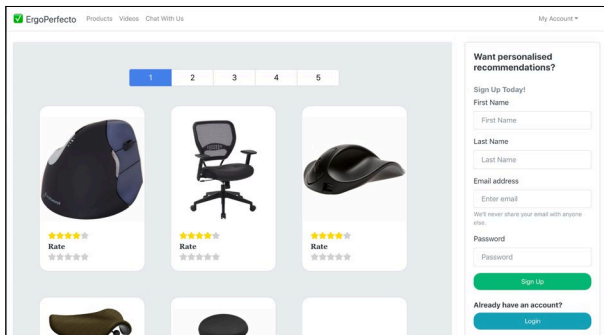 ErgoPerfecto Products Videos Chat With Us My Account
1 2 3 4 5
Rate
Rate
Rate
Want personalised
recommendations?
Sign Up Today!
First Name
First Name
Last Name
Last Name
Email address
Enter email
We'll never share your email with anyone
else.
Password
Password
Sign Up
Already have an account?
Login